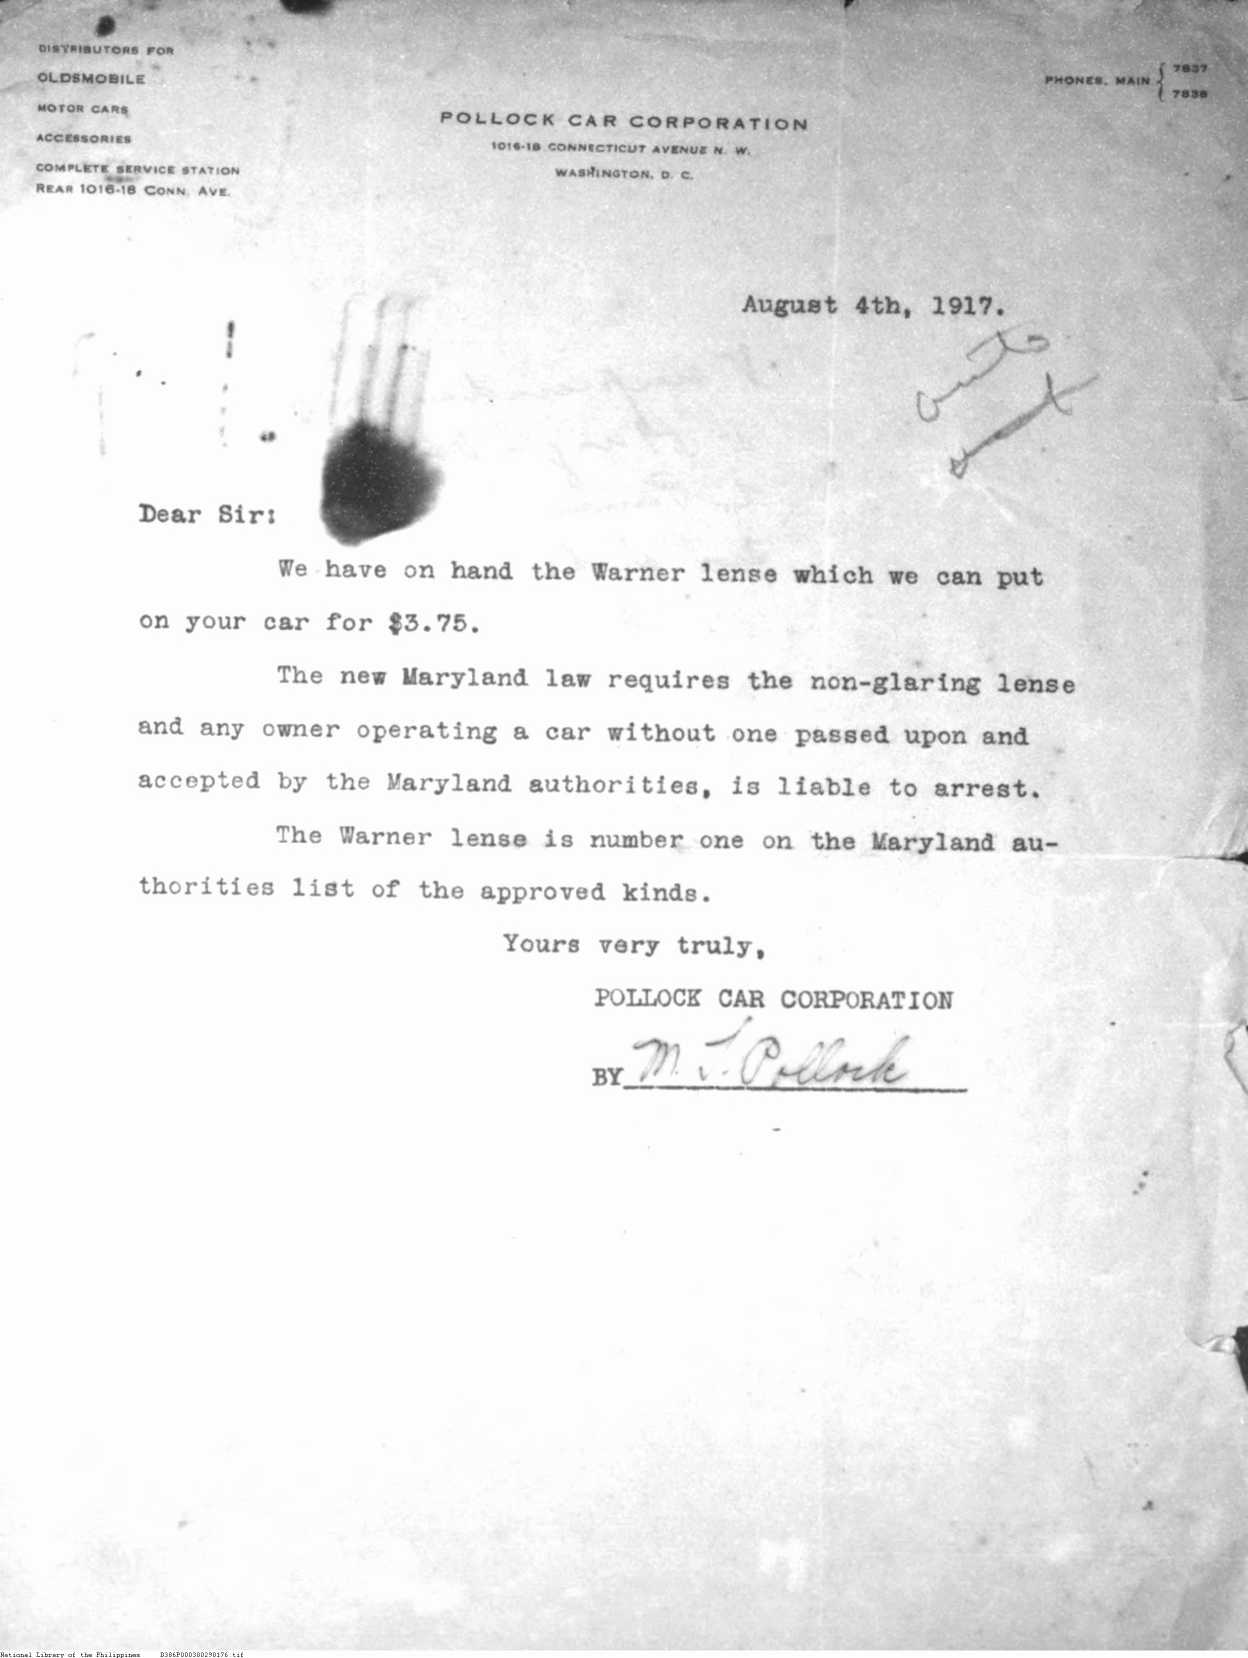 DISTRIBUTORS FOR
OLDSMOBILE
MOTOR CARS
ACCESSORIES
COMPLETE SERVICE STATION
REAR 1016-18 CONN. AVE.
POLLOCK CAR CORPORATION
1016-18 CONNECTICUT AVENUE N. W.
WASHINGTON, D. C.
PHONES, MAIN { 7837
7838
August 4th, 1917.
Dear Sir:
We have on hand the Warner lense which we can put
on your car for $3.75.
The new Maryland law requires the non-glaring lense
and any owner operating a car without one passed upon and
accepted by the Maryland authorities, is liable to arrest.
The Warner lense is number one on the Maryland au-
thorities list of the approved kinds.
Yours very truly,
POLLOCK CAR CORPORATION
BY M. L. Pollock
National Library of the Philippines B386P000300290176.tif